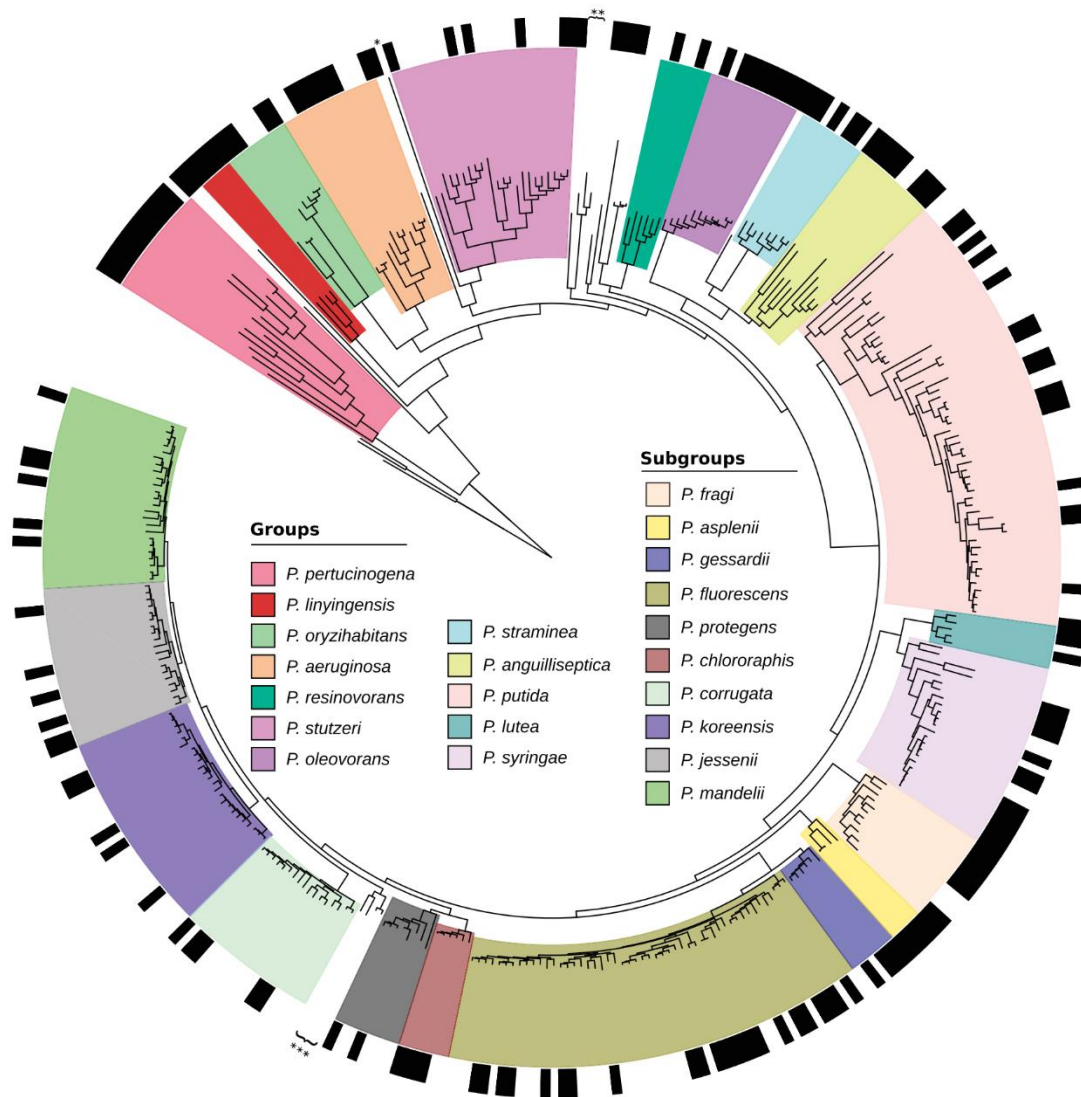 *
**
Subgroups
P. fragi
P. asplenii
P. gessardii
P. fluorescens
P. protegens
P. chlororaphis
P. corrugata
P. koreensis
P. jessenii
P. mandelii
Groups
P. pertucinogena
P. linyingensis
P. oryzihabitans
P. aeruginosa
P. resinovorans
P. stutzeri
P. oleovorans
P. straminea
P. anguilliseptica
P. putida
P. lutea
P. syringae
***